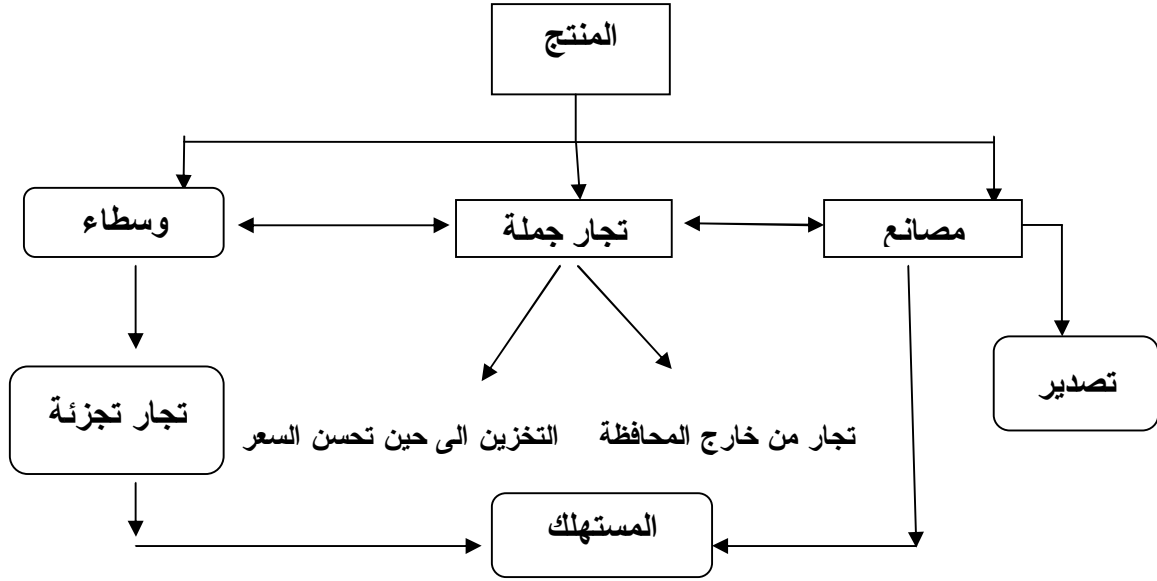 المنتج
مصانع
تجار جملة
وسطاء
تصدير
تجار تجزئة
تجار من خارج المحافظة
التخزين الى حين تحسن السعر
المستهلك